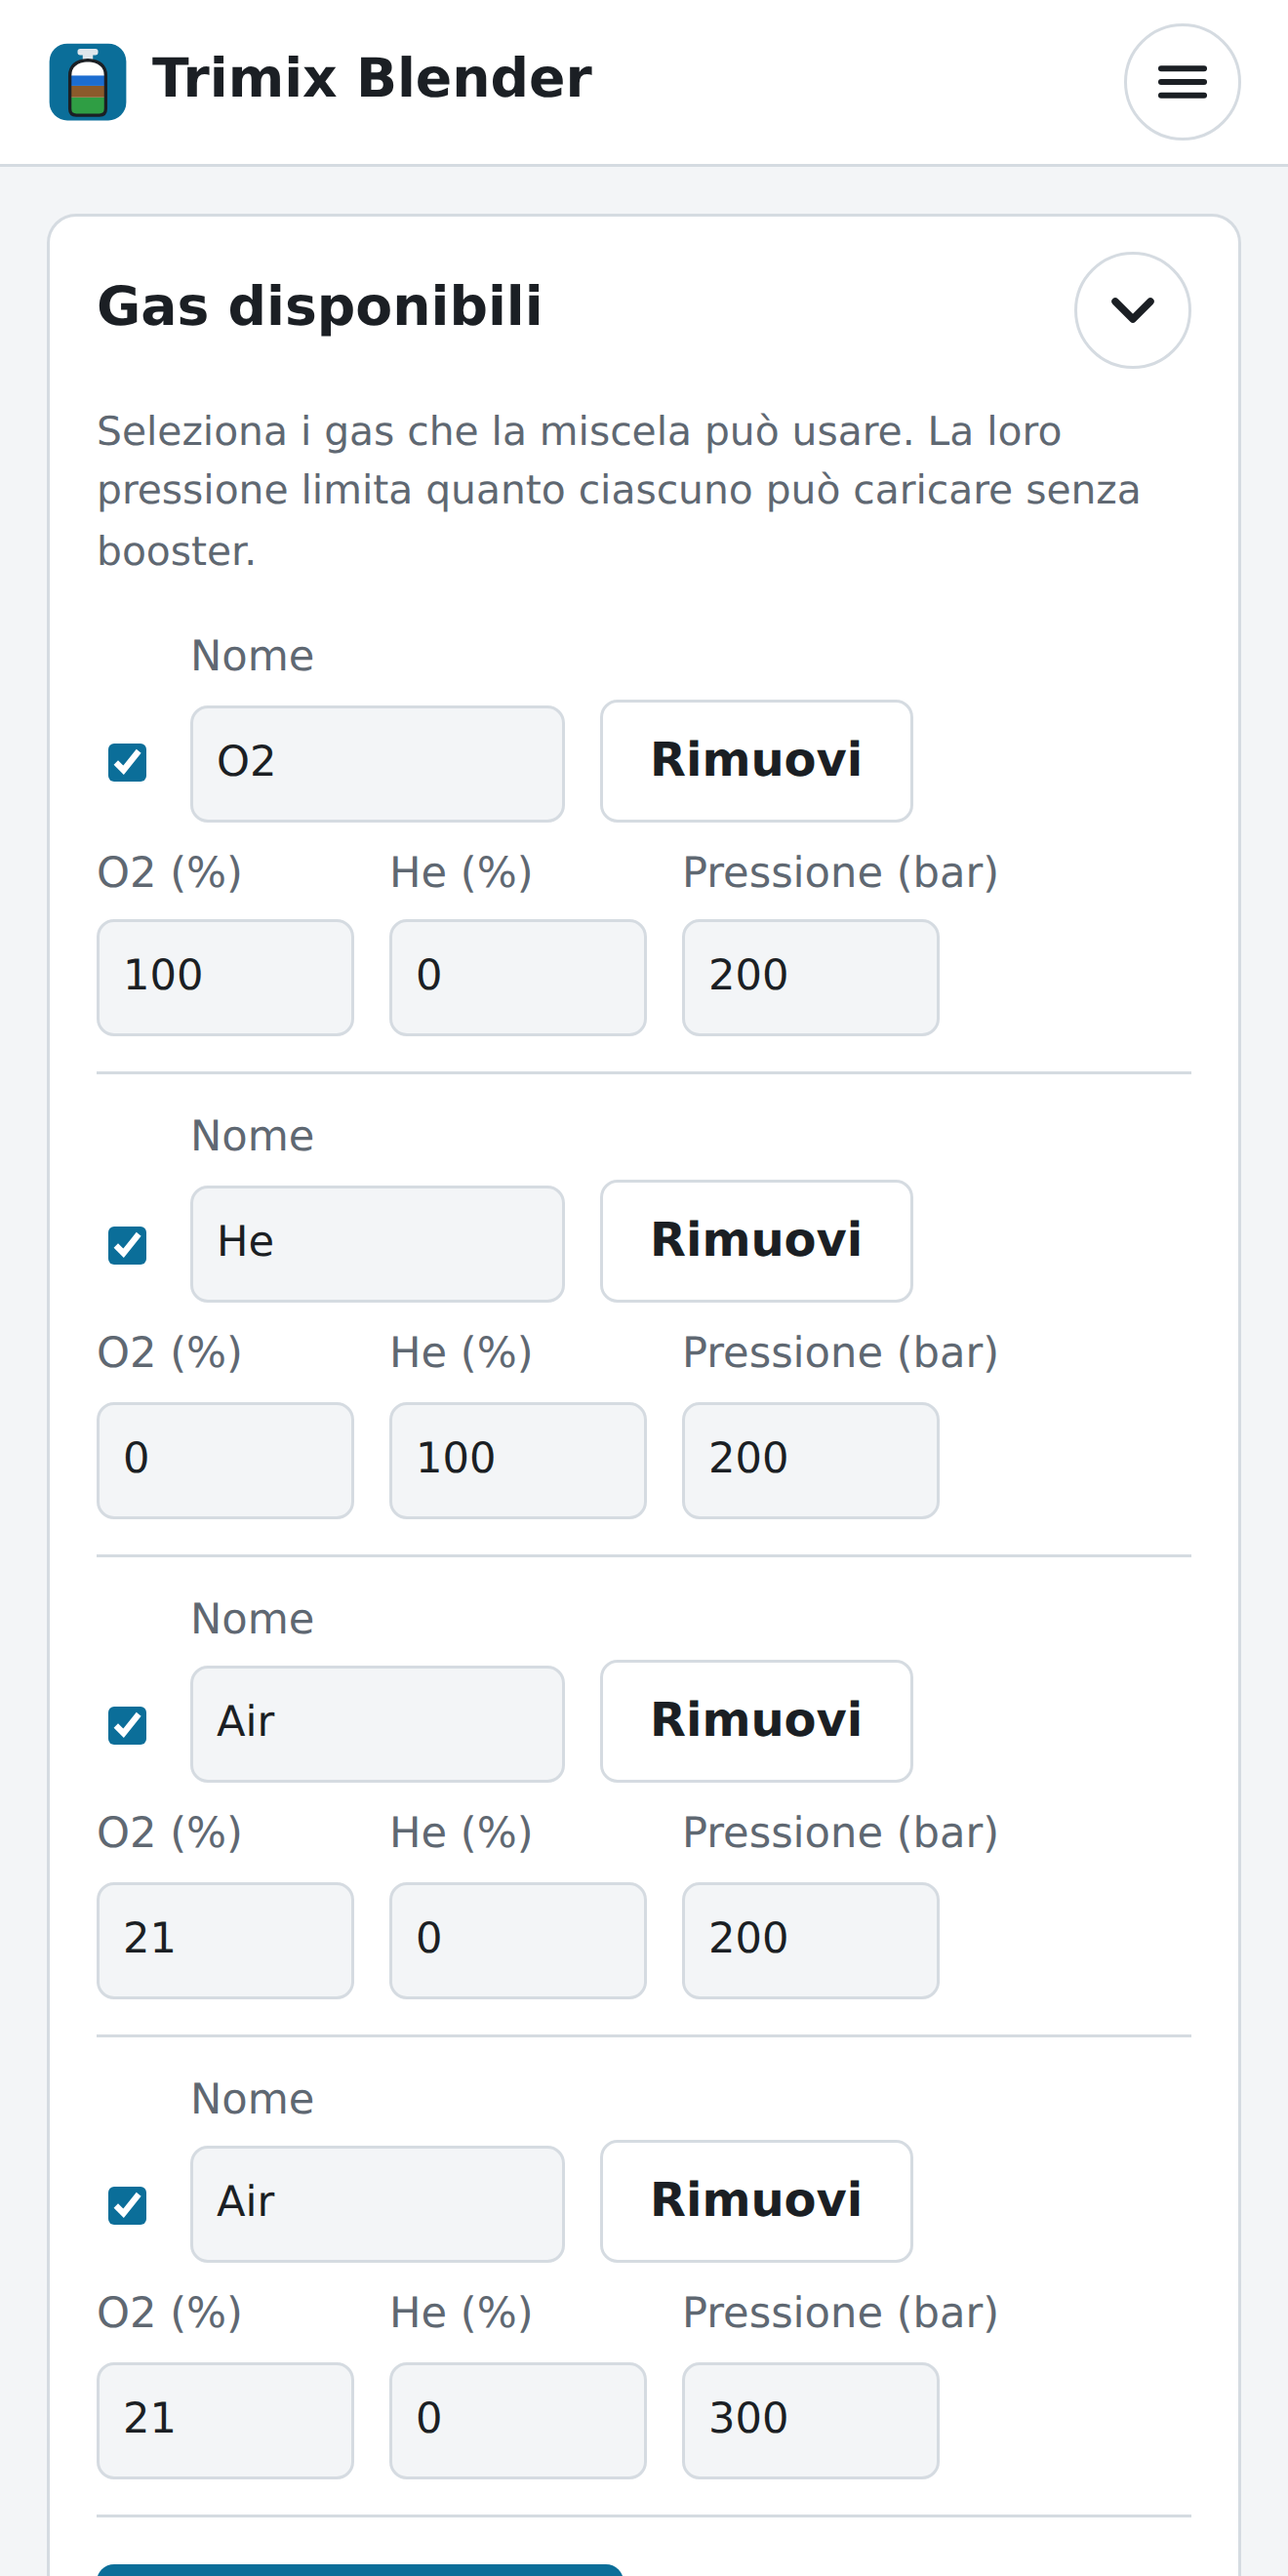 Trimix Blender
Gas disponibili
Seleziona i gas che la miscela può usare. La loro
pressione limita quanto ciascuno può caricare senza
booster.
Nome
O2 Rimuovi
O2 (%) He (%) Pressione (bar)
100 0 200
Nome
He Rimuovi
O2 (%) He (%) Pressione (bar)
0 100 200
Nome
Air Rimuovi
O2 (%) He (%) Pressione (bar)
21 0 200
Nome
Air Rimuovi
O2 (%) He (%) Pressione (bar)
21 0 300